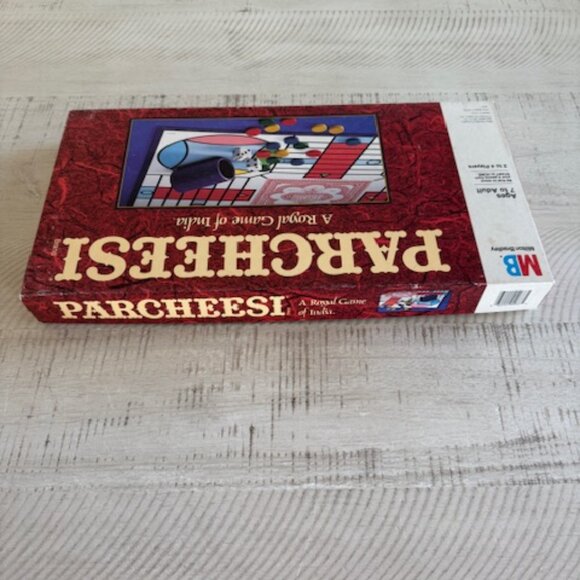 PARCHEESI
A Royal Game of India
MB
Milton Bradley
Ages
7 To Adult
2 to 4 Players
PARCHEESI
A Royal Game
of India.